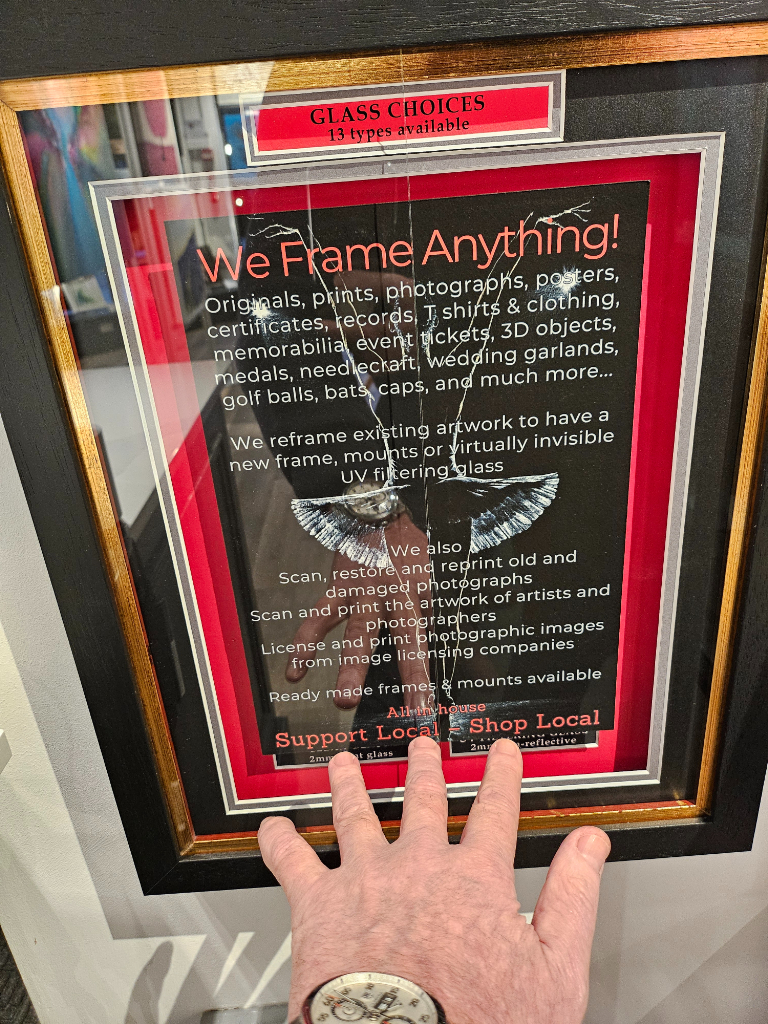 GLASS CHOICES
13 types available
We Frame Anything!
Originals, prints, photographs, posters,
certificates, records, T shirts & clothing,
memorabilia, event tickets, 3D objects,
medals, needlecraft, wedding garlands,
golf balls, bats, caps, and much more...
We reframe existing artwork to have a
new frame, mounts or virtually invisible
UV filtering glass
We also
Scan, restore and reprint old and
damaged photographs
Scan and print the artwork of artists and
photographers
License and print photographic images
from image licensing companies
Ready made frames & mounts available
All in house
Support Local - Shop Local
glass
-reflective